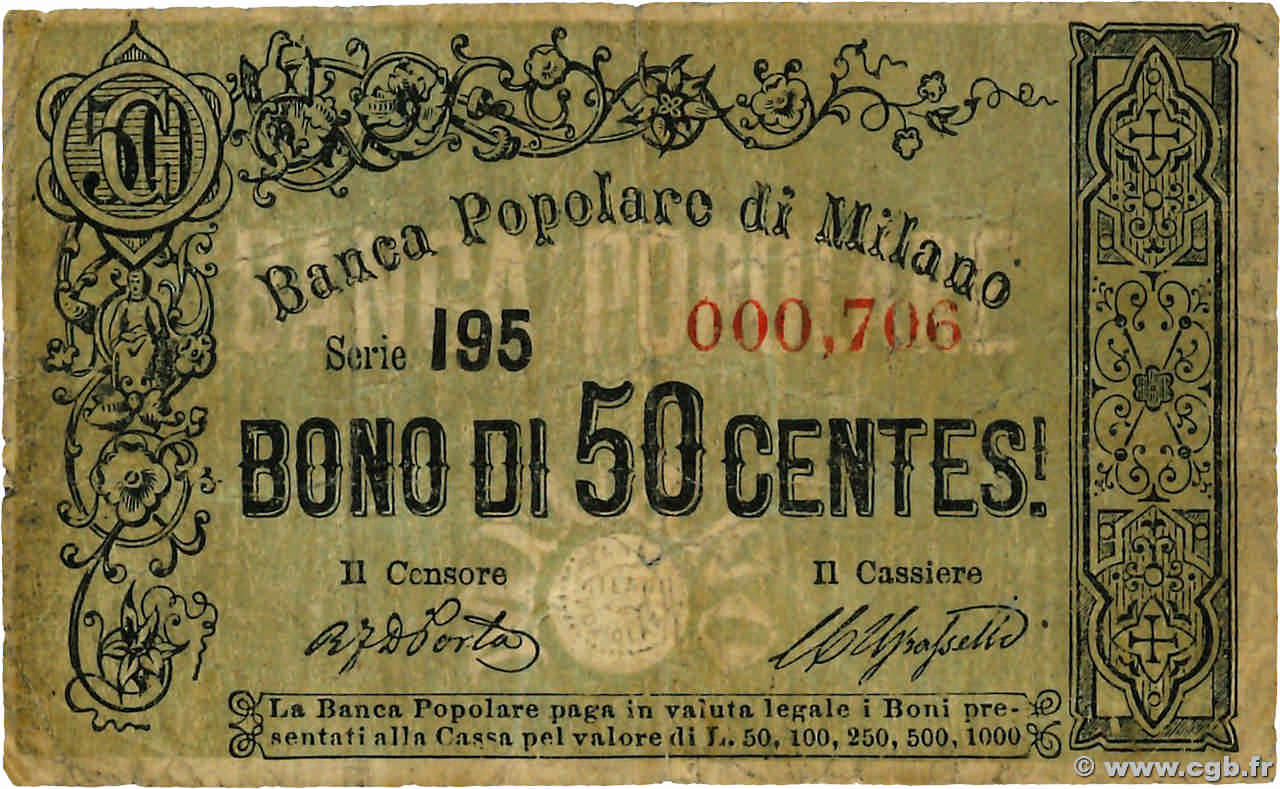 50
Banca Popolare di Milano
BANCA POPOLARE
Serie 195 000,706
BONO DI 50 CENTES!
Il Censore Il Cassiere
La Banca Popolare paga in valuta legale i Boni pre-
sentati alla Cassa pel valore di L. 50, 100, 250, 500, 1000
© www.cgb.fr